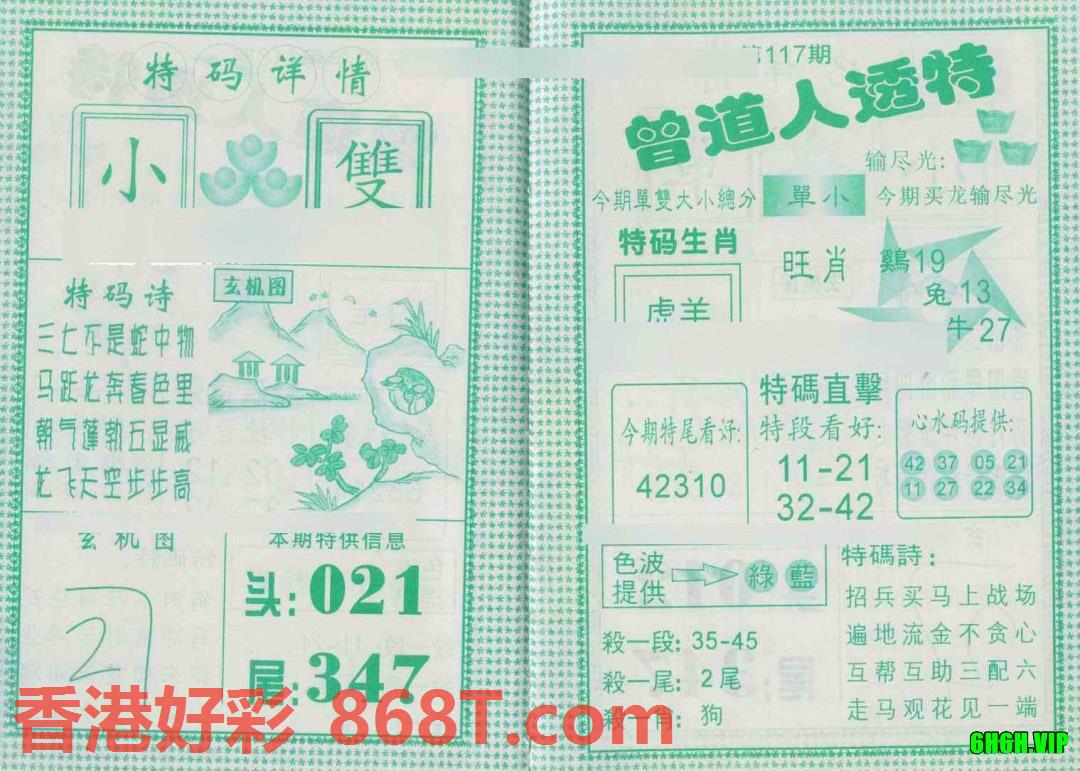 特码详情
小 雙
特码诗
三七不是蛇中物
马跃龙奔春色里
朝气蓬勃五显威
龙飞天空步步高
玄机图
玄机图
本期特供信息
头:021
尾:347
第117期
曾道人透特
输尽光:
今期單雙大小總分
單小
今期买龙输尽光
特码生肖
虎羊
旺肖
鷄19
兔13
牛27
今期特尾看好:
42310
特碼直擊
特段看好:
11-21
32-42
心水码提供:
42 37 05 21
11 27 22 34
色波
提供
綠 藍
殺一段: 35-45
殺一尾: 2尾
殺一肖: 狗
特碼詩:
招兵买马上战场
遍地流金不贪心
互帮互助三配六
走马观花见一端
香港好彩 868T.com
6H6H.VIP